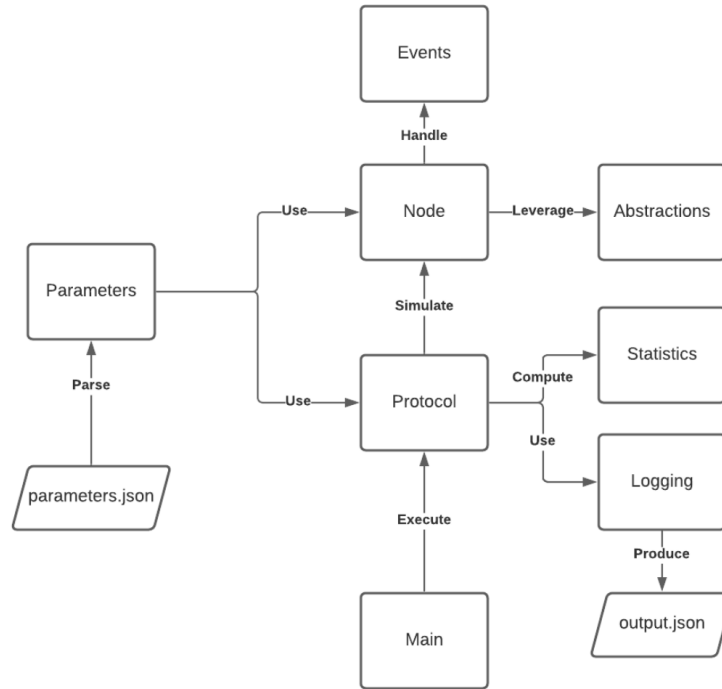 Events
Handle
Use
Node
Leverage
Abstractions
Parameters
Simulate
Statistics
Parse
Use
Protocol
Compute
Use
parameters.json
Logging
Execute
Produce
Main
output.json